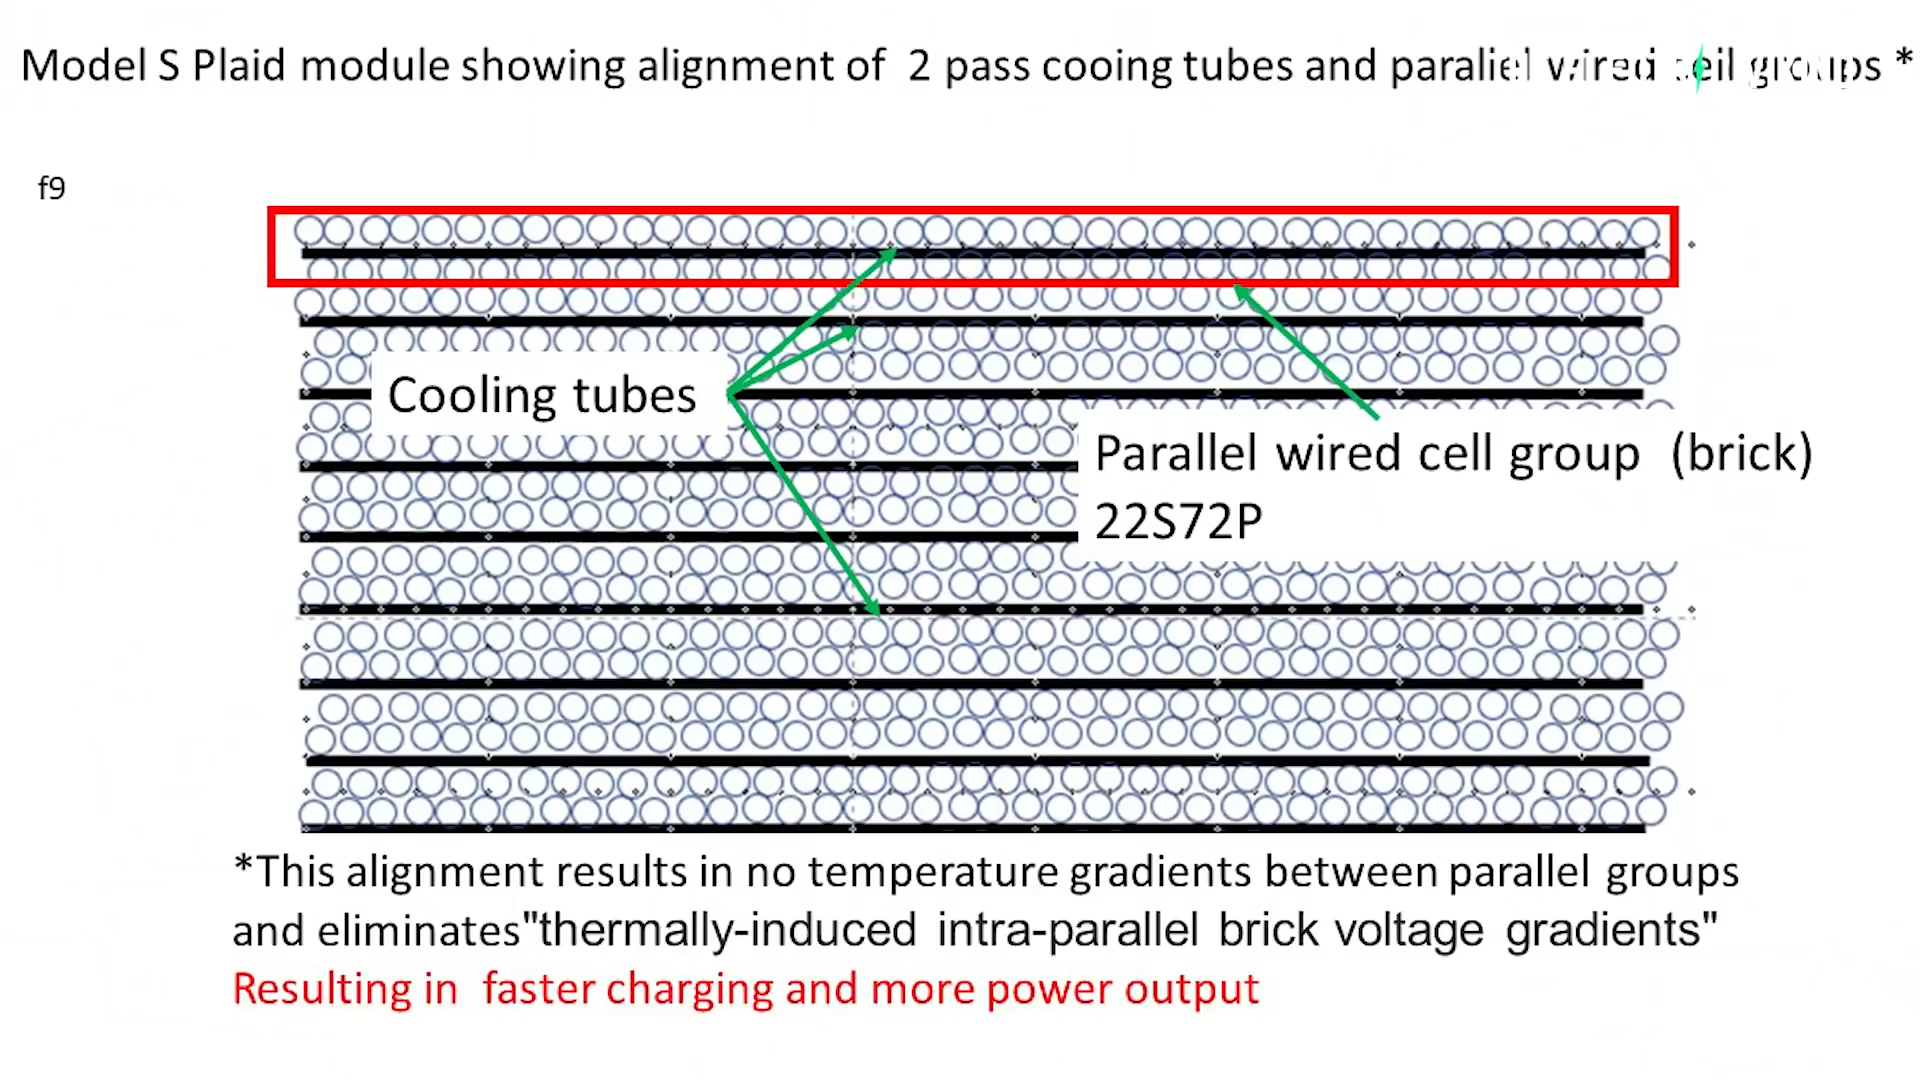 Model S Plaid module showing alignment of 2 pass cooing tubes and parallel wired cell groups *
f9
Cooling tubes
Parallel wired cell group (brick)
22S72P
*This alignment results in no temperature gradients between parallel groups
and eliminates"thermally-induced intra-parallel brick voltage gradients"
Resulting in faster charging and more power output